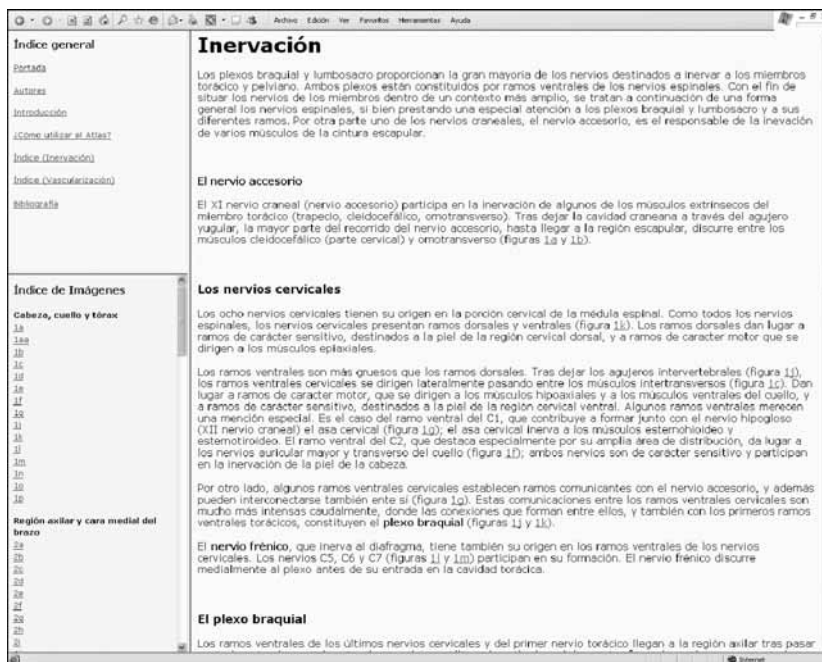 Archivo Edición Ver Favoritos Herramientas Ayuda
Índice general
Portada
Autores
Introducción
¿Cómo utilizar el Atlas?
Índice (Inervación)
Índice (Vascularización)
Bibliografía
Índice de Imágenes
Cabeza, cuello y tórax
1a
1aa
1b
1c
1d
1e
1f
1g
1i
1k
1l
1m
1n
1o
1p
Región axilar y cara medial del
brazo
2a
2b
2c
2d
2e
2f
2g
2h
2i
Inervación
Los plexos braquial y lumbosacro proporcionan la gran mayoria de los nervios destinados a inervar a los miembros
torácico y pelviano. Ambos plexos están constituidos por ramos ventrales de los nervios espinales. Con el fin de
situar los nervios de los miembros dentro de un contexto más amplio, se tratan a continuación de una forma
general los nervios espinales, si bien prestando una especial atención a los plexos braquial y lumbosacro y a sus
diferentes ramos. Por otra parte uno de los nervios craneales, el nervio accesorio, es el responsable de la inevación
de varios músculos de la cintura escapular.
El nervio accesorio
El XI nervio craneal (nervio accesorio) participa en la inervación de algunos de los músculos extrínsecos del
miembro torácico (trapecio, cleidocefálico, omotransverso). Tras dejar la cavidad craneana a través del agujero
yugular, la mayor parte del recorrido del nervio accesorio, hasta llegar a la región escapular, discurre entre los
músculos cleidocefálico (parte cervical) y omotransverso (figuras 1a y 1b).
Los nervios cervicales
Los ocho nervios cervicales tienen su origen en la porción cervical de la médula espinal. Como todos los nervios
espinales, los nervios cervicales presentan ramos dorsales y ventrales (figura 1k). Los ramos dorsales dan lugar a
ramos de carácter sensitivo, destinados a la piel de la región cervical dorsal, y a ramos de caracter motor que se
dirigen a los músculos epiaxiales.
Los ramos ventrales son más gruesos que los ramos dorsales. Tras dejar los agujeros intervertebrales (figura 1j),
los ramos ventrales cervicales se dirigen lateralmente pasando entre los músculos intertransversos (figura 1c). Dan
lugar a ramos de caracter motor, que se dirigen a los músculos hipoaxiales y a los músculos ventrales del cuello, y
a ramos de carácter sensitivo, destinados a la piel de la región cervical ventral. Algunos ramos ventrales merecen
una mención especial. Es el caso del ramo ventral del C1, que contribuye a formar junto con el nervio hipogloso
(XII nervio craneal) el asa cervical (figura 1g); el asa cervical inerva a los músculos esternohioideo y
esternotiroideo. El ramo ventral del C2, que destaca especialmente por su amplia área de distribución, da lugar a
los nervios auricular mayor y transverso del cuello (figura 1f); ambos nervios son de carácter sensitivo y participan
en la inervación de la piel de la cabeza.
Por otro lado, algunos ramos ventrales cervicales establecen ramos comunicantes con el nervio accesorio, y además
pueden interconectarse también ente sí (figura 1g). Estas comunicaciones entre los ramos ventrales cervicales son
mucho más intensas caudalmente, donde las conexiones que forman entre ellos, y también con los primeros ramos
ventrales torácicos, constituyen el plexo braquial (figuras 1j y 1k).
El nervio frénico, que inerva al diafragma, tiene también su origen en los ramos ventrales de los nervios
cervicales. Los nervios C5, C6 y C7 (figuras 1l y 1m) participan en su formación. El nervio frénico discurre
medialmente al plexo antes de su entrada en la cavidad torácica.
El plexo braquial
Los ramos ventrales de los últimos nervios cervicales y del primer nervio torácico llegan a la región axilar tras pasar
Internet